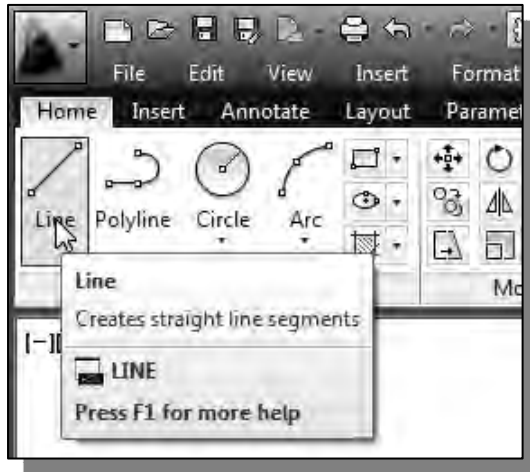 File Edit View Insert Format
Home Insert Annotate Layout Paramet
Line Polyline Circle Arc
Mo
Line
Creates straight line segments
[−][
LINE
Press F1 for more help